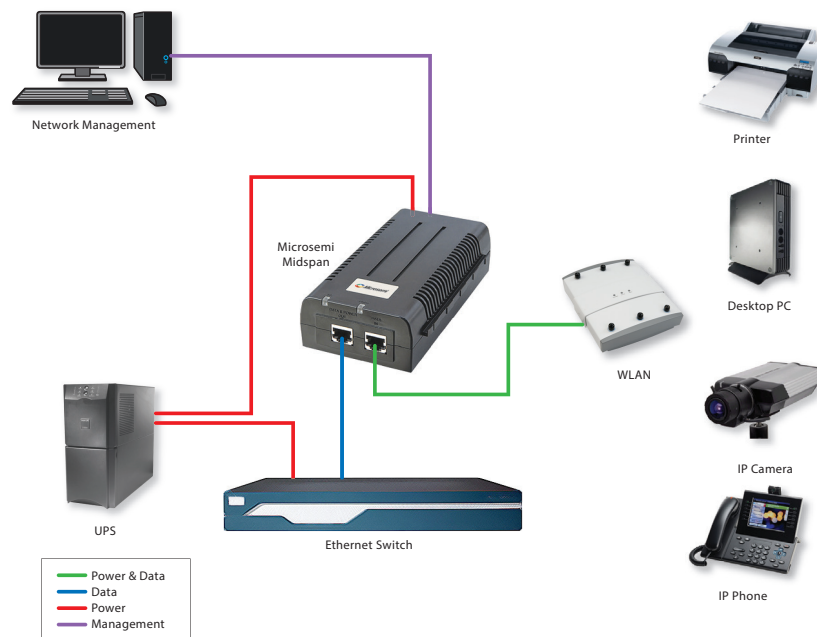 Network Management
Printer
Microsemi
Midspan
Microsemi
Desktop PC
WLAN
IP Camera
UPS
Ethernet Switch
IP Phone
Power & Data
Data
Power
Management